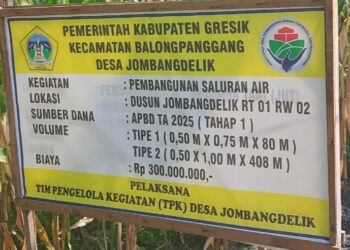 PEMERINTAH KABUPATEN GRESIK
KECAMATAN BALONGPANGGANG
DESA JOMBANGDELIK
KEGIATAN : PEMBANGUNAN SALURAN AIR
LOKASI : DUSUN JOMBANGDELIK RT 01 RW 02
SUMBER DANA : APBD TA 2025 ( TAHAP 1 )
VOLUME : TIPE 1 ( 0,50 M X 0,75 M X 80 M )
TIPE 2 ( 0,50 X 1,00 M X 408 M )
BIAYA : Rp 300.000.000,-
PELAKSANA
TIM PENGELOLA KEGIATAN (TPK) DESA JOMBANGDELIK